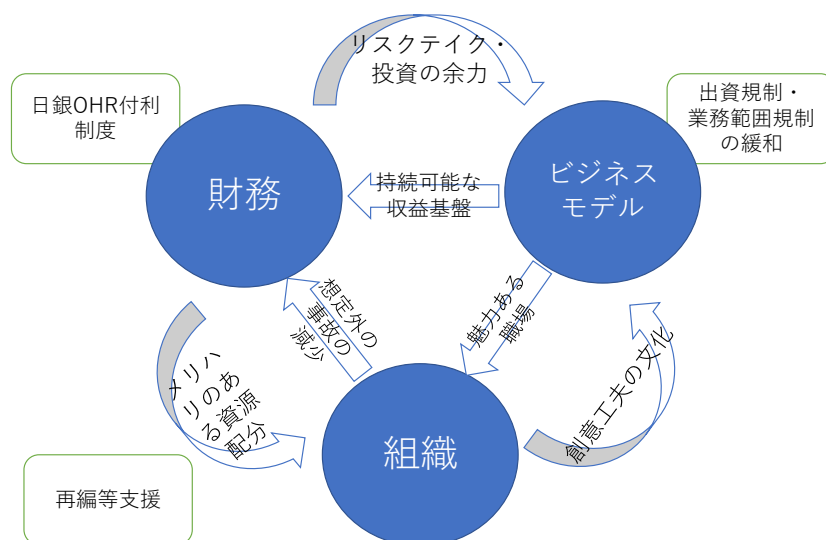 リスクテイク・
投資の余力
日銀OHR付利
制度
出資規制・
業務範囲規制
の緩和
財務
持続可能な
収益基盤
ビジネス
モデル
想定外の
事故の
減少
魅力ある
職場
メリハ
リのあ
る資源
配分
創意工夫の文化
組織
再編等支援